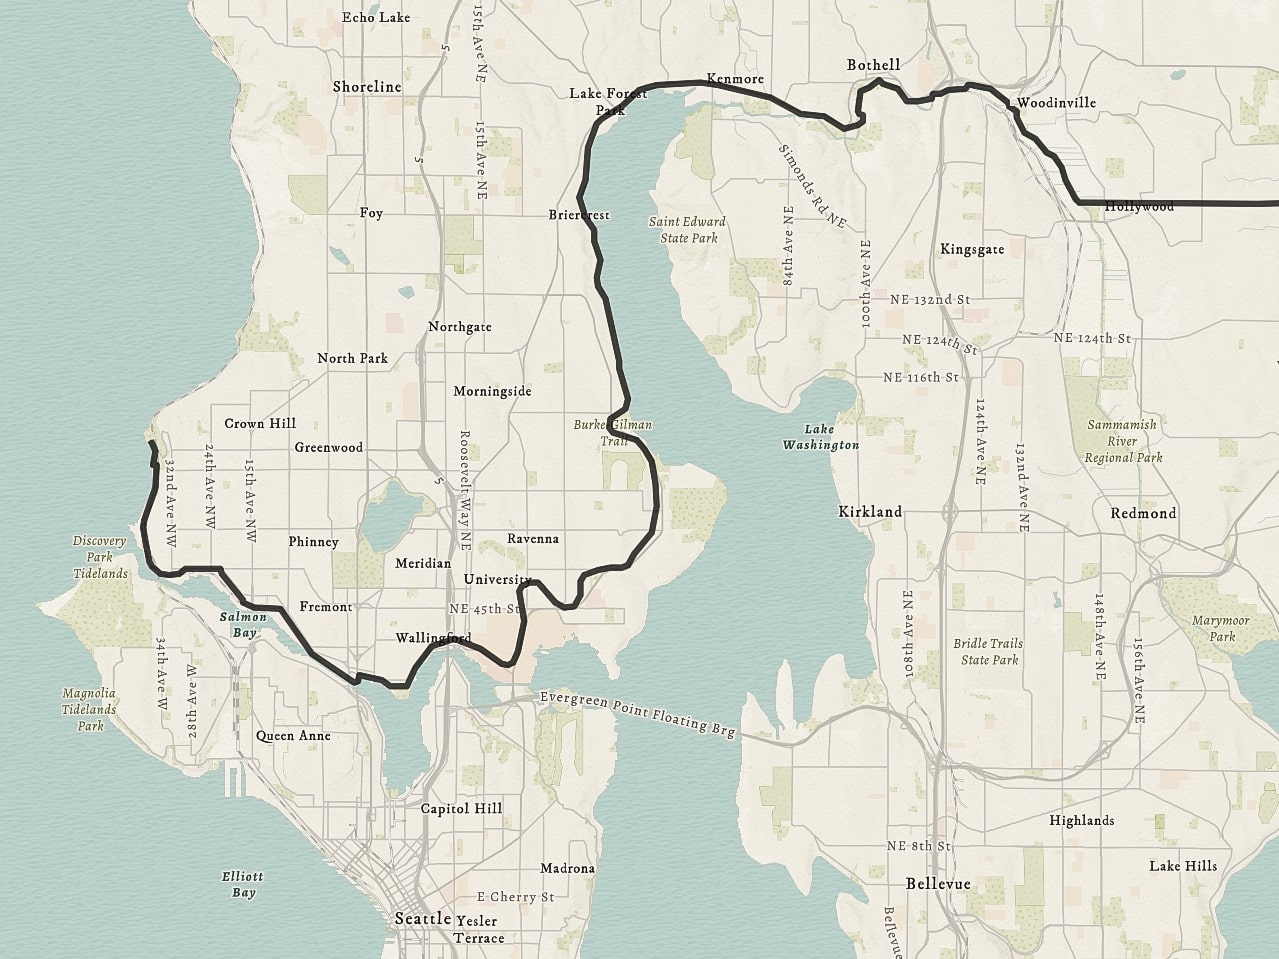 Echo Lake
15th Ave NE
5
Bothell
Shoreline
Kenmore
Lake Forest
Park
Woodinville
15th Ave NE
5
Simonds Rd NE
Foy
Briercrest
Hollywood
Saint Edward
State Park
84th Ave NE
100th Ave NE
Kingsgate
NE 132nd St
Northgate
NE 124th St
NE 124th St
North Park
NE 116th St
Morningside
Crown Hill
Burke-Gilman
Trail
Lake
Washington
Sammamish
River
Regional Park
Greenwood
24th Ave NW
15th Ave NW
32nd Ave NW
Roosevelt Way NE
5
124th Ave NE
132nd Ave NE
Kirkland
Redmond
Discovery
Park
Tidelands
Phinney
Ravenna
Meridian
University
Fremont
NE 45th St
Salmon
Bay
Wallingford
108th Ave NE
148th Ave NE
Marymoor
Park
Bridle Trails
State Park
156th Ave NE
34th Ave W
28th Ave W
Magnolia
Tidelands
Park
Evergreen Point Floating Brg
Queen Anne
Capitol Hill
Highlands
NE 8th St
Madrona
Lake Hills
Elliott
Bay
Bellevue
E Cherry St
Seattle
Yesler
Terrace
Bellevue